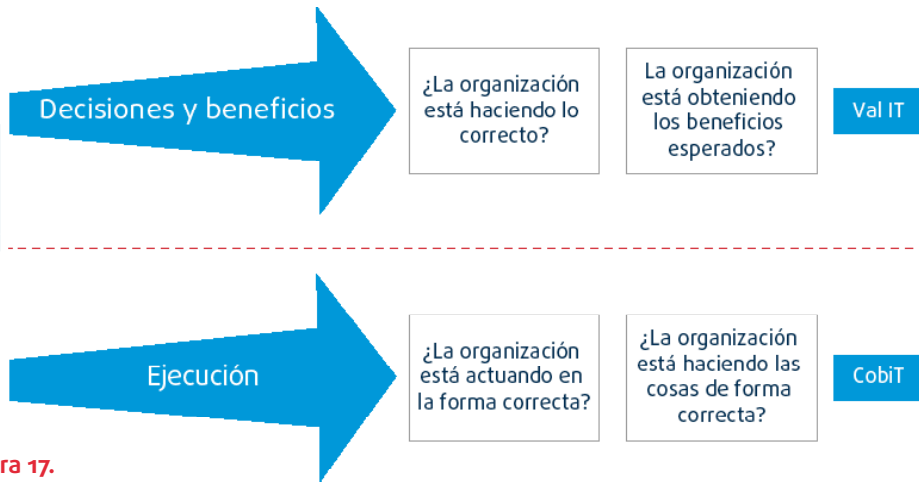 Decisiones y beneficios
¿La organización
está haciendo lo
correcto?
La organización
está obteniendo
los beneficios
esperados?
Val IT
Ejecución
¿La organización
está actuando en
la forma correcta?
¿La organización
está haciendo las
cosas de forma
correcta?
CobiT
ra 17.